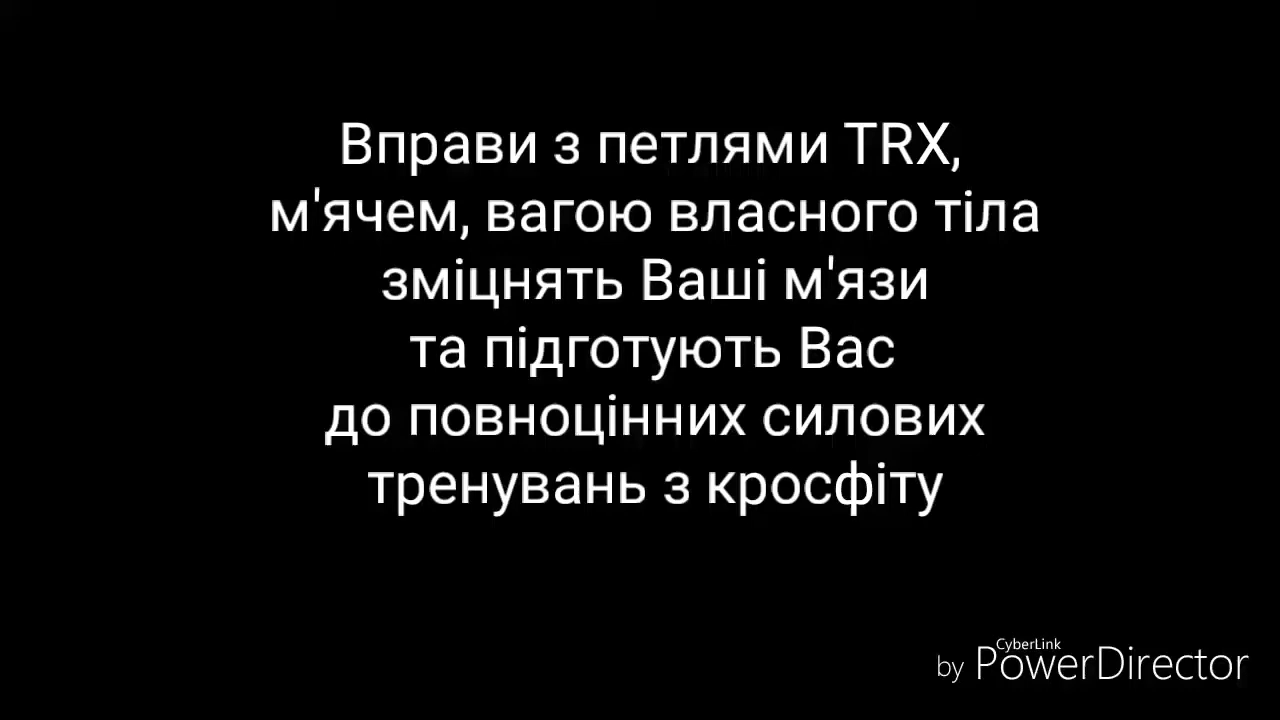 Вправи з петлями TRX,
м'ячем, вагою власного тіла
зміцнять Ваші м'язи
та підготують Вас
до повноцінних силових
тренувань з кросфіту
CyberLink
by PowerDirector